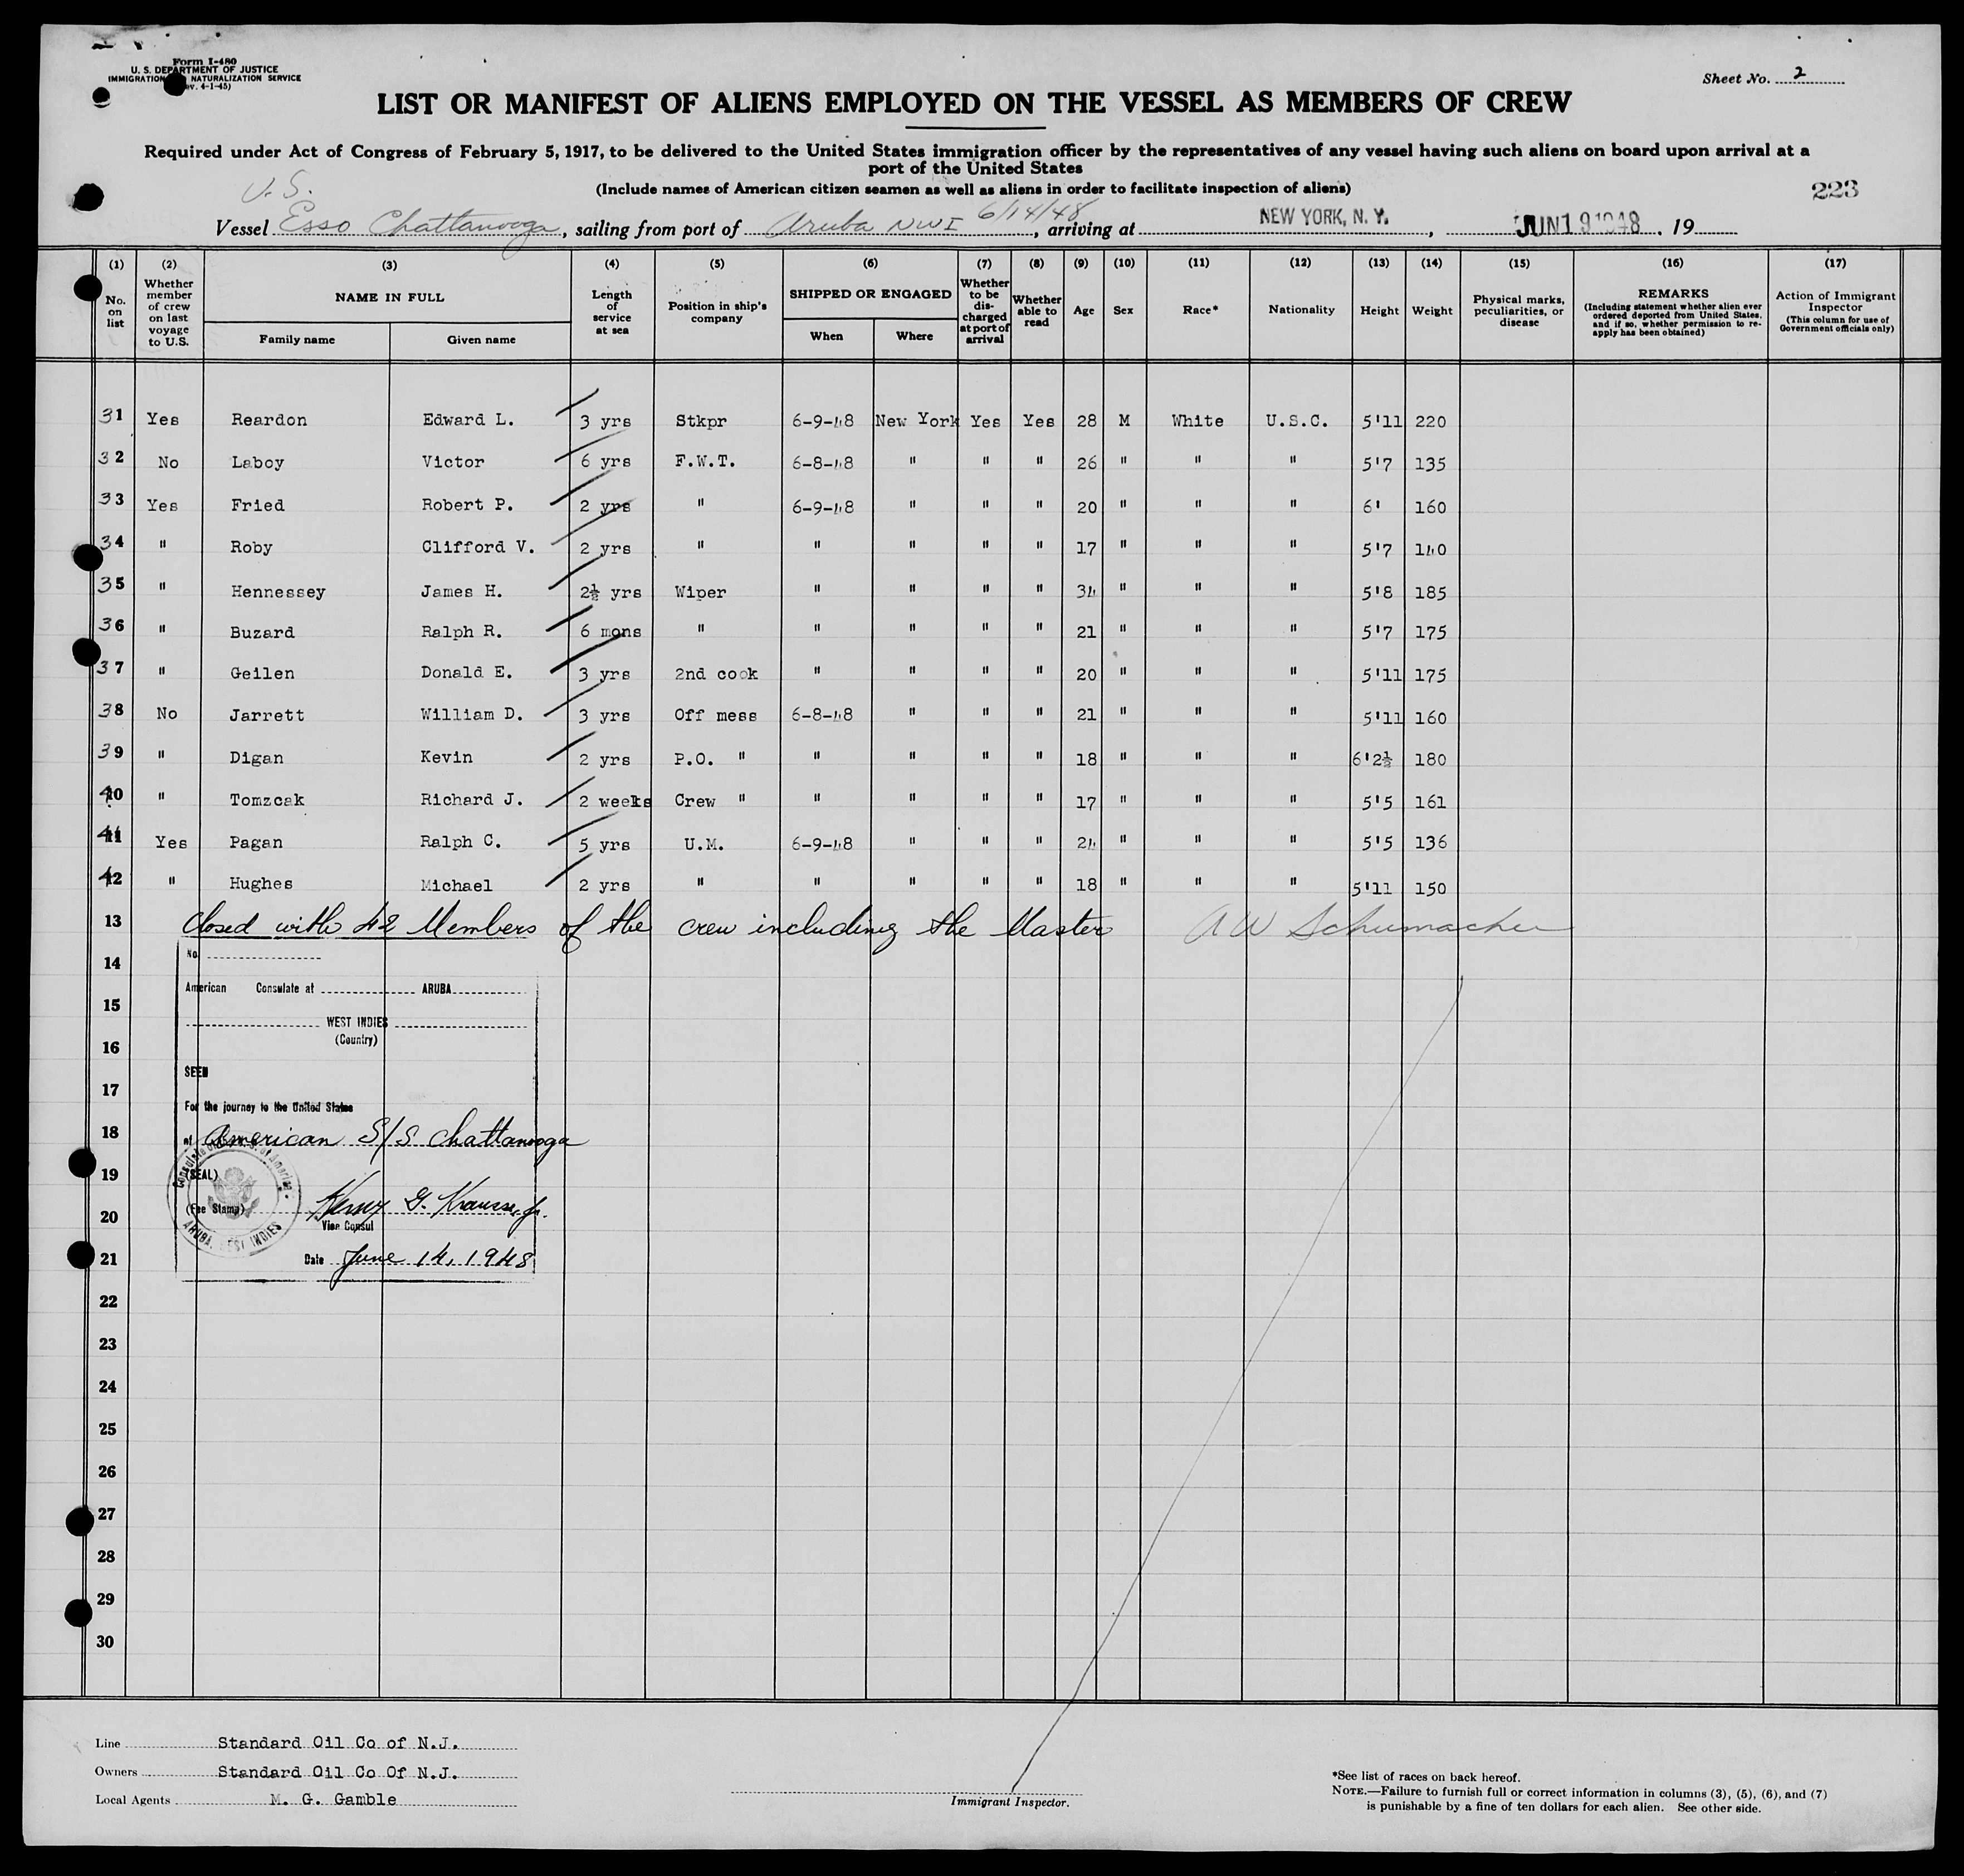 Form I-480
U. S. DEPARTMENT OF JUSTICE
IMMIGRATION NATURALIZATION SERVICE
ev. 4-1-45)
Sheet No. 2
LIST OR MANIFEST OF ALIENS EMPLOYED ON THE VESSEL AS MEMBERS OF CREW
Required under Act of Congress of February 5, 1917, to be delivered to the United States immigration officer by the representatives of any vessel having such aliens on board upon arrival at a
port of the United States
(Include names of American citizen seamen as well as aliens in order to facilitate inspection of aliens)
223
U.S.
Vessel Esso Chattanooga, sailing from port of Aruba NWI 6/14/48, arriving at NEW YORK, N. Y., JUN 19 1948, 19
(1) (2) (3) (4) (5) (6) (7) (8) (9) (10) (11) (12) (13) (14) (15) (16) (17)
No. on list
Whether member of crew on last voyage to U.S.
NAME IN FULL
Family name
Given name
Length of service at sea
Position in ship's company
SHIPPED OR ENGAGED
When
Where
Whether to be discharged at port of arrival
Whether able to read
Age
Sex
Race*
Nationality
Height
Weight
Physical marks, peculiarities, or disease
REMARKS
(Including statement whether alien ever ordered deported from United States, and if so, whether permission to reapply has been obtained)
Action of Immigrant Inspector
(This column for use of Government officials only)
31 Yes Reardon Edward L. 3 yrs Stkpr 6-9-48 New York Yes Yes 28 M White U.S.C. 5'11 220
32 No Laboy Victor 6 yrs F.W.T. 6-8-48 " " " 26 " " " 5'7 135
33 Yes Fried Robert P. 2 yrs " 6-9-48 " " " 20 " " " 6' 160
34 " Roby Clifford V. 2 yrs " " " " " 17 " " " 5'7 140
35 " Hennessey James H. 2½ yrs Wiper " " " " 34 " " " 5'8 185
36 " Buzard Ralph R. 6 mons " " " " " 21 " " " 5'7 175
37 " Geilen Donald E. 3 yrs 2nd cook " " " " 20 " " " 5'11 175
38 No Jarrett William D. 3 yrs Off mess 6-8-48 " " " 21 " " " 5'11 160
39 " Digan Kevin 2 yrs P.O. " " " " " 18 " " " 6'2½ 180
40 " Tomzcak Richard J. 2 weeks Crew " " " " " 17 " " " 5'5 161
41 Yes Pagan Ralph C. 5 yrs U.M. 6-9-48 " " " 24 " " " 5'5 136
42 " Hughes Michael 2 yrs " " " " " 18 " " " 5'11 150
13 Closed with 42 Members of the crew including the Master A W Schumacher
No.
14
American Consulate at ARUBA
15
WEST INDIES
(Country)
16
SEEN
17
For the journey to the United States
18
of American S/S Chattanooga
19
(SEAL)
(Fee Stamp) Henry G. Krausse, Jr.
20
Vice Consul
21
Date June 14, 1948
22
23
24
25
26
27
28
29
30
Line Standard Oil Co of N.J.
Owners Standard Oil Co Of N.J.
Local Agents M. G. Gamble
Immigrant Inspector.
*See list of races on back hereof.
NOTE.—Failure to furnish full or correct information in columns (3), (5), (6), and (7)
is punishable by a fine of ten dollars for each alien. See other side.